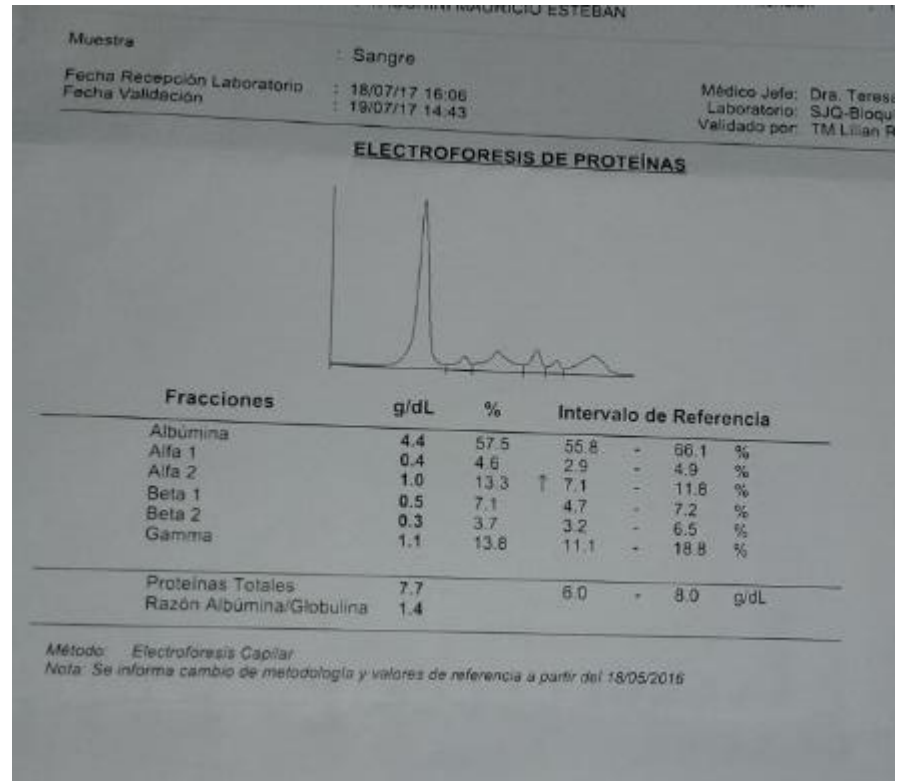 MAURICIO ESTEBAN
Muestra : Sangre
Fecha Recepción Laboratorio : 18/07/17 16:06
Fecha Validación : 19/07/17 14:43
Médico Jefe: Dra. Teresa
Laboratorio: SJQ-Bioqu
Validado por: TM Lilian R
ELECTROFORESIS DE PROTEÍNAS
Fracciones g/dL % Intervalo de Referencia
Albúmina 4.4 57.5 55.8 - 66.1 %
Alfa 1 0.4 4.6 2.9 - 4.9 %
Alfa 2 1.0 13.3 ↑ 7.1 - 11.8 %
Beta 1 0.5 7.1 4.7 - 7.2 %
Beta 2 0.3 3.7 3.2 - 6.5 %
Gamma 1.1 13.8 11.1 - 18.8 %
Proteínas Totales 7.7 6.0 - 8.0 g/dL
Razón Albúmina/Globulina 1.4
Método: Electroforesis Capilar
Nota: Se informa cambio de metodología y valores de referencia a partir del 18/05/2016